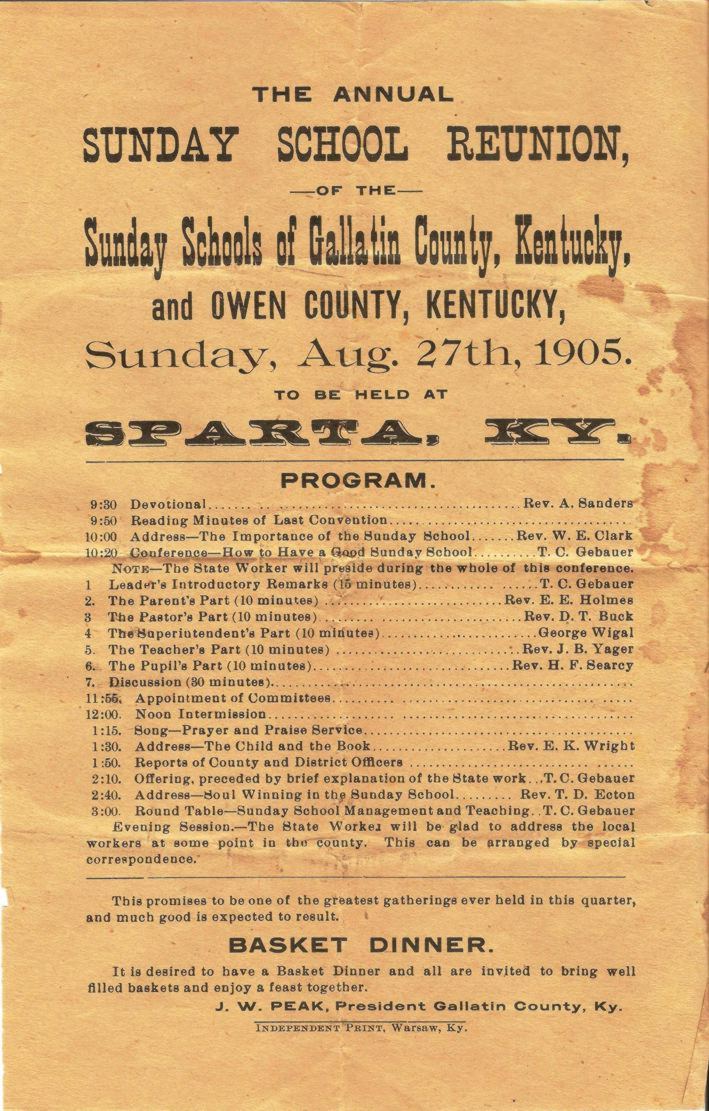 THE ANNUAL
SUNDAY SCHOOL REUNION,
—OF THE—
Sunday Schools of Gallatin County, Kentucky,
and OWEN COUNTY, KENTUCKY,
Sunday, Aug. 27th, 1905.
TO BE HELD AT
SPARTA, KY.
PROGRAM.
9:30 Devotional.......................................Rev. A. Sanders
9:50 Reading Minutes of Last Convention..............................
10:00 Address—The Importance of the Sunday School.......Rev. W. E. Clark
10:20 Conference—How to Have a Good Sunday School..........T. C. Gebauer
NOTE—The State Worker will preside during the whole of this conference.
1 Leader's Introductory Remarks (15 minutes)..................T. C. Gebauer
2. The Parent's Part (10 minutes) ..........................Rev. E. E. Holmes
3 The Pastor's Part (10 minutes) .............................Rev. D. T. Buck
4 The Superintendent's Part (10 minutes).......................George Wigal
5. The Teacher's Part (10 minutes) ..........................Rev. J. B. Yager
6. The Pupil's Part (10 minutes).............................Rev. H. F. Searcy
7. Discussion (30 minutes)...................................................
11:55. Appointment of Committees............................................
12:00. Noon Intermission....................................................
1:15. Song—Prayer and Praise Service.......................................
1:30. Address—The Child and the Book....................Rev. E. K. Wright
1:50. Reports of County and District Officers ..............................
2:10. Offering, preceded by brief explanation of the State work...T. C. Gebauer
2:40. Address—Soul Winning in the Sunday School......... Rev. T. D. Ecton
3:00. Round Table—Sunday School Management and Teaching..T. C. Gebauer
Evening Session.—The State Worker will be glad to address the local
workers at some point in the county. This can be arranged by special
correspondence.
This promises to be one of the greatest gatherings ever held in this quarter,
and much good is expected to result.
BASKET DINNER.
It is desired to have a Basket Dinner and all are invited to bring well
filled baskets and enjoy a feast together.
J. W. PEAK, President Gallatin County, Ky.
INDEPENDENT PRINT, Warsaw, Ky.